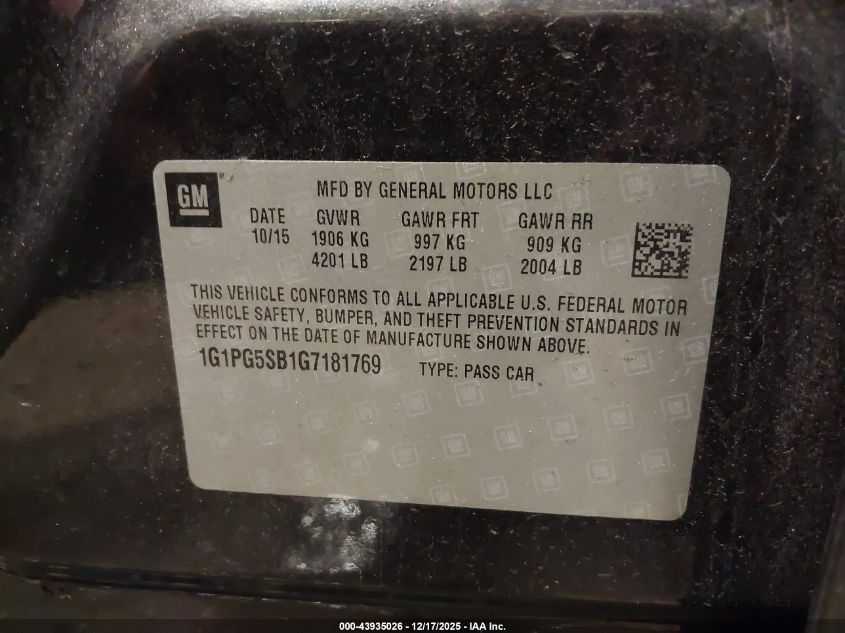 GM
MFD BY GENERAL MOTORS LLC
DATE GVWR GAWR FRT GAWR RR
10/15 1906 KG 997 KG 909 KG
4201 LB 2197 LB 2004 LB
THIS VEHICLE CONFORMS TO ALL APPLICABLE U.S. FEDERAL MOTOR
VEHICLE SAFETY, BUMPER, AND THEFT PREVENTION STANDARDS IN
EFFECT ON THE DATE OF MANUFACTURE SHOWN ABOVE.
1G1PG5SB1G7181769 TYPE: PASS CAR
000-43935026 - 12/17/2025 - IAA Inc.